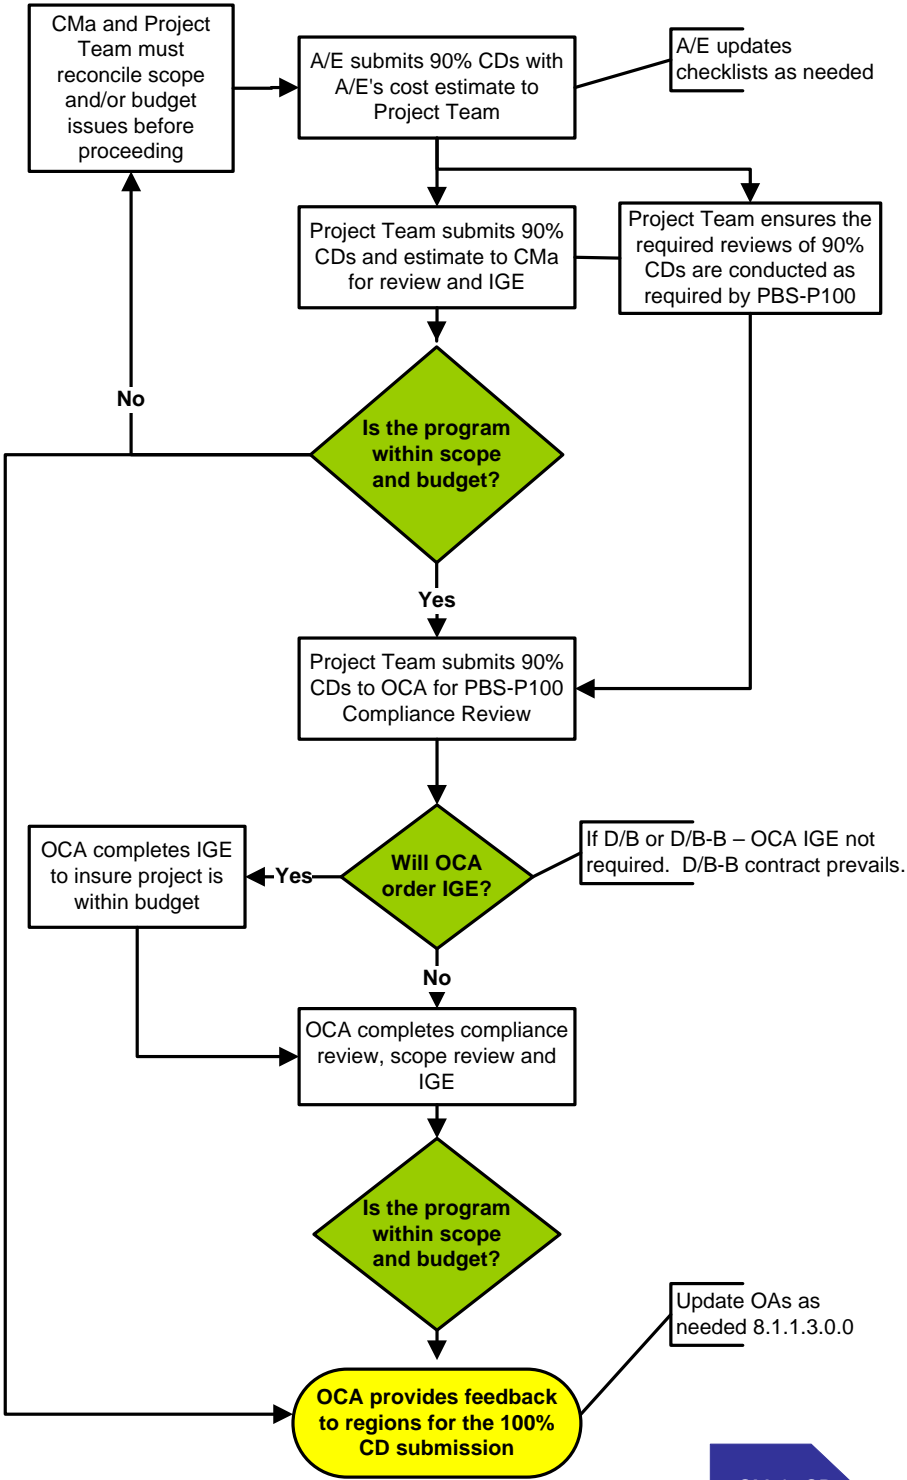 CMa and Project
Team must
reconcile scope
and/or budget
issues before
proceeding
A/E submits 90% CDs with
A/E's cost estimate to
Project Team
A/E updates
checklists as needed
Project Team submits 90%
CDs and estimate to CMa
for review and IGE
Project Team ensures the
required reviews of 90%
CDs are conducted as
required by PBS-P100
No
Is the program
within scope
and budget?
Yes
Project Team submits 90%
CDs to OCA for PBS-P100
Compliance Review
OCA completes IGE
to insure project is
within budget
Yes
Will OCA
order IGE?
If D/B or D/B-B – OCA IGE not
required.  D/B-B contract prevails.
No
OCA completes compliance
review, scope review and
IGE
Is the program
within scope
and budget?
Update OAs as
needed 8.1.1.3.0.0
OCA provides feedback
to regions for the 100%
CD submission